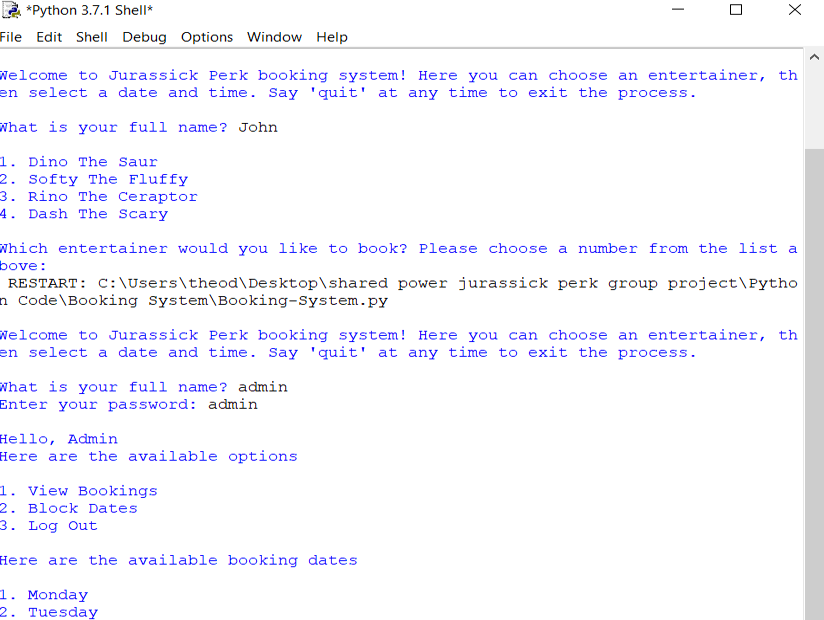 *Python 3.7.1 Shell*
File Edit Shell Debug Options Window Help
Welcome to Jurassick Perk booking system! Here you can choose an entertainer, th
en select a date and time. Say 'quit' at any time to exit the process.
What is your full name? John
1. Dino The Saur
2. Softy The Fluffy
3. Rino The Ceraptor
4. Dash The Scary
Which entertainer would you like to book? Please choose a number from the list a
bove:
RESTART: C:\Users\theod\Desktop\shared power jurassick perk group project\Pytho
n Code\Booking System\Booking-System.py
Welcome to Jurassick Perk booking system! Here you can choose an entertainer, th
en select a date and time. Say 'quit' at any time to exit the process.
What is your full name? admin
Enter your password: admin
Hello, Admin
Here are the available options
1. View Bookings
2. Block Dates
3. Log Out
Here are the available booking dates
1. Monday
2. Tuesday